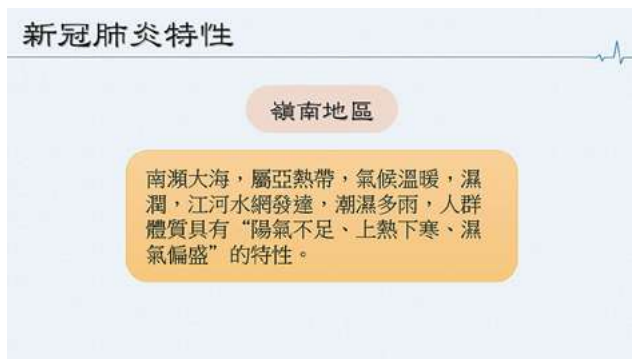 新冠肺炎特性
嶺南地區
南瀕大海，屬亞熱帶，氣候溫暖，濕
潤，江河水網發達，潮濕多雨，人群
體質具有“陽氣不足、上熱下寒、濕
氣偏盛”的特性。